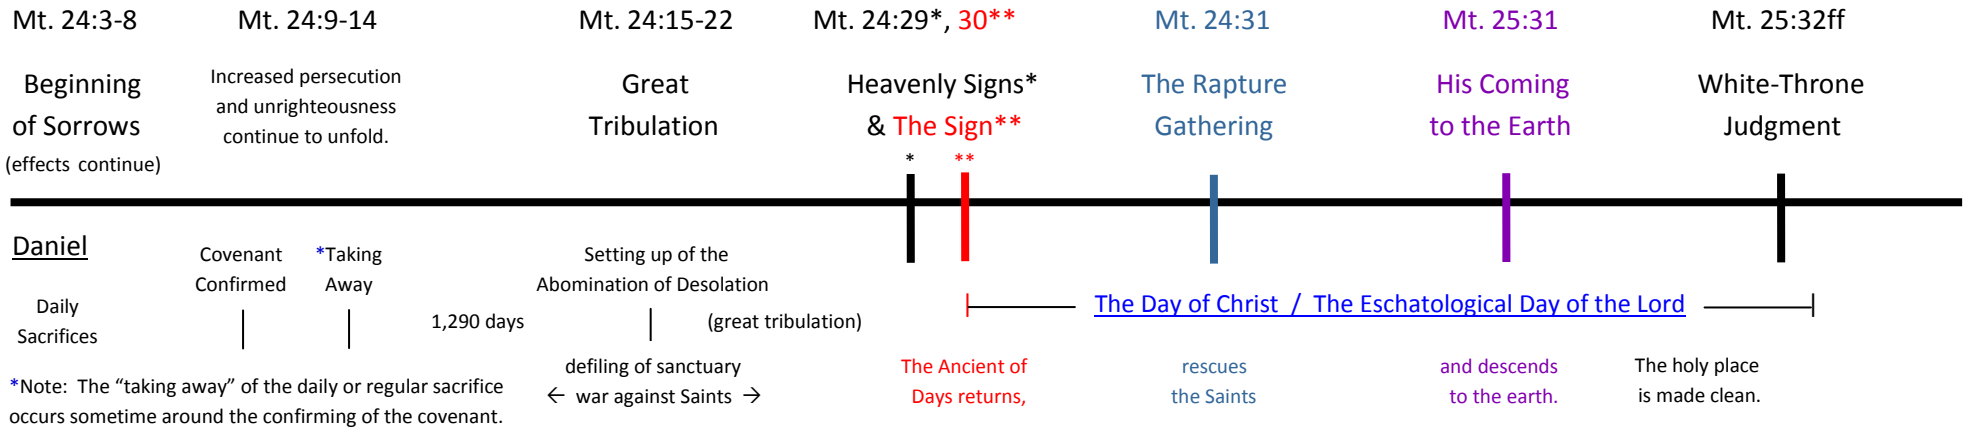 Mt. 24:3-8
Mt. 24:9-14
Mt. 24:15-22
Mt. 24:29*, 30**
Mt. 24:31
Mt. 25:31
Mt. 25:32ff
Beginning
of Sorrows
(effects continue)
Increased persecution
and unrighteousness
continue to unfold.
Great
Tribulation
Heavenly Signs*
& The Sign**
* **
The Rapture
Gathering
His Coming
to the Earth
White-Throne
Judgment
Daniel
Daily
Sacrifices
Covenant
Confirmed
*Taking
Away
1,290 days
Setting up of the
Abomination of Desolation
(great tribulation)
The Day of Christ / The Eschatological Day of the Lord
*Note: The “taking away” of the daily or regular sacrifice
occurs sometime around the confirming of the covenant.
defiling of sanctuary
← war against Saints →
The Ancient of
Days returns,
rescues
the Saints
and descends
to the earth.
The holy place
is made clean.